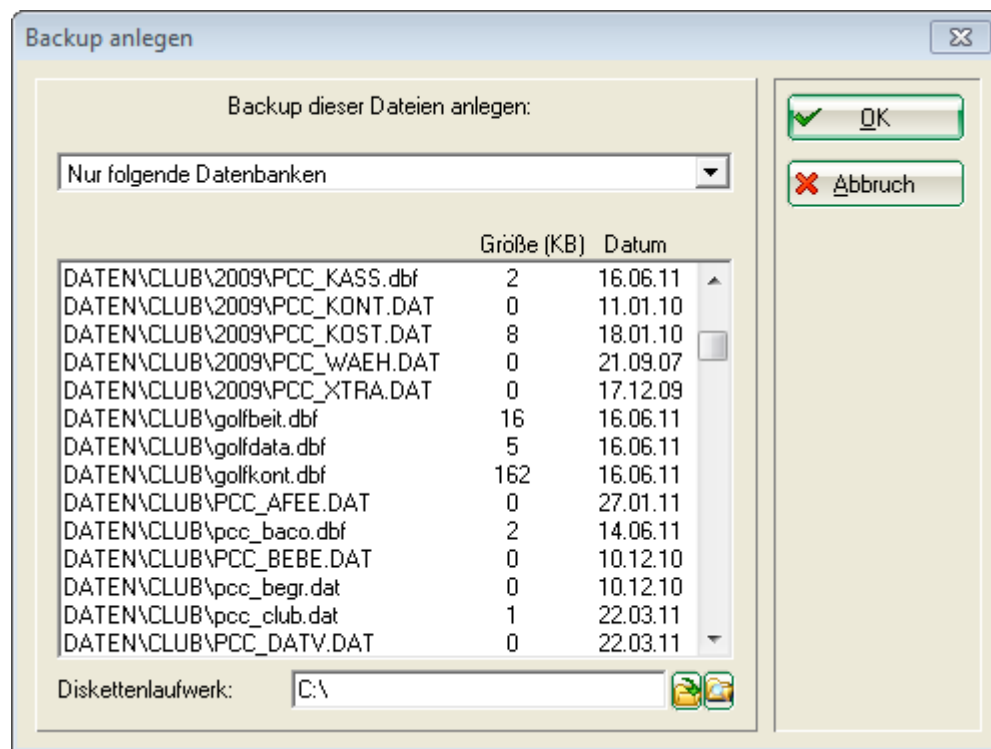 Backup anlegen
Backup dieser Dateien anlegen:
OK
Nur folgende Datenbanken
Abbruch
Größe (KB) Datum
DATEN\CLUB\2009\PCC_KASS.dbf 2 16.06.11
DATEN\CLUB\2009\PCC_KONT.DAT 0 11.01.10
DATEN\CLUB\2009\PCC_KOST.DAT 8 18.01.10
DATEN\CLUB\2009\PCC_WAEH.DAT 0 21.09.07
DATEN\CLUB\2009\PCC_XTRA.DAT 0 17.12.09
DATEN\CLUB\golfbeit.dbf 16 16.06.11
DATEN\CLUB\golfdata.dbf 5 16.06.11
DATEN\CLUB\golfkont.dbf 162 16.06.11
DATEN\CLUB\PCC_AFEE.DAT 0 27.01.11
DATEN\CLUB\pcc_baco.dbf 2 14.06.11
DATEN\CLUB\PCC_BEBE.DAT 0 10.12.10
DATEN\CLUB\pcc_begr.dat 0 10.12.10
DATEN\CLUB\pcc_club.dat 1 22.03.11
DATEN\CLUB\PCC_DATV.DAT 0 22.03.11
Diskettenlaufwerk: C:\